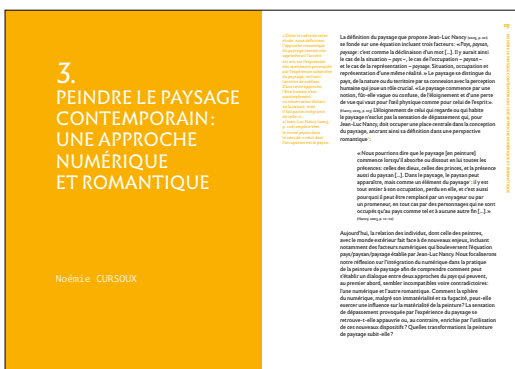 3.
PEINDRE LE PAYSAGE
CONTEMPORAIN :
UNE APPROCHE
NUMÉRIQUE
ET ROMANTIQUE
Noémie CURSOUX
La définition du paysage que propose Jean-Luc Nancy
se fonde sur une équation incluant trois facteurs : « Pays, paysan,
paysage : c'est comme la déclinaison d'un mot [...]. Il y aurait ainsi
le cas de la situation – pays –, le cas de l'occupation – paysan –
et le cas de la représentation – paysage. Situation, occupation et
représentation d'une même réalité. » Le paysage se distingue du
pays, de la nature ou du territoire par sa connexion avec la perception
humaine qui joue un rôle crucial. « Le paysage commence par une
notion, fût-elle vague ou confuse, de l'éloignement et d'une perte
de vue qui vaut pour l'œil physique comme pour celui de l'esprit ».
L'éloignement de celui qui regarde ou qui habite
le paysage n'exclut pas la sensation de dépaysement qui, pour
Jean-Luc Nancy, doit occuper une place centrale dans la conception
du paysage, ancrant ainsi sa définition dans une perspective
romantique :
« Nous pourrions dire que le paysage [en peinture]
commence lorsqu'il absorbe ou dissout en lui toutes les
présences : celles des dieux, celles des princes, et la présence
aussi du paysan [...]. Dans le paysage, le paysan peut
apparaître, mais comme un élément du paysage : il y est
tout entier à son occupation, perdu en elle, et c'est aussi
pourquoi il peut être remplacé par un voyageur ou par
un promeneur, en tout cas par des personnages qui ne sont
occupés qu'au pays comme tel et à aucune autre fin [...]. »
Aujourd'hui, la relation des individus, dont celle des peintres,
avec le monde extérieur fait face à de nouveaux enjeux, incluant
notamment des facteurs numériques qui bouleversent l'équation
pays/paysan/paysage établie par Jean-Luc Nancy. Nous focaliserons
notre réflexion sur l'intégration du numérique dans la pratique
de la peinture de paysage afin de comprendre comment peut
s'établir un dialogue entre deux approches du pays qui peuvent,
au premier abord, sembler incompatibles voire contradictoires :
l'une numérique et l'autre romantique. Comment la sphère
du numérique, malgré son immatérialité et sa fugacité, peut-elle
exercer une influence sur la matérialité de la peinture ? La sensation
de dépaysement provoquée par l'expérience du paysage se
retrouve-t-elle appauvrie ou, au contraire, enrichie par l'utilisation
de ces nouveaux dispositifs ? Quelles transformations la peinture
de paysage subit-elle ?